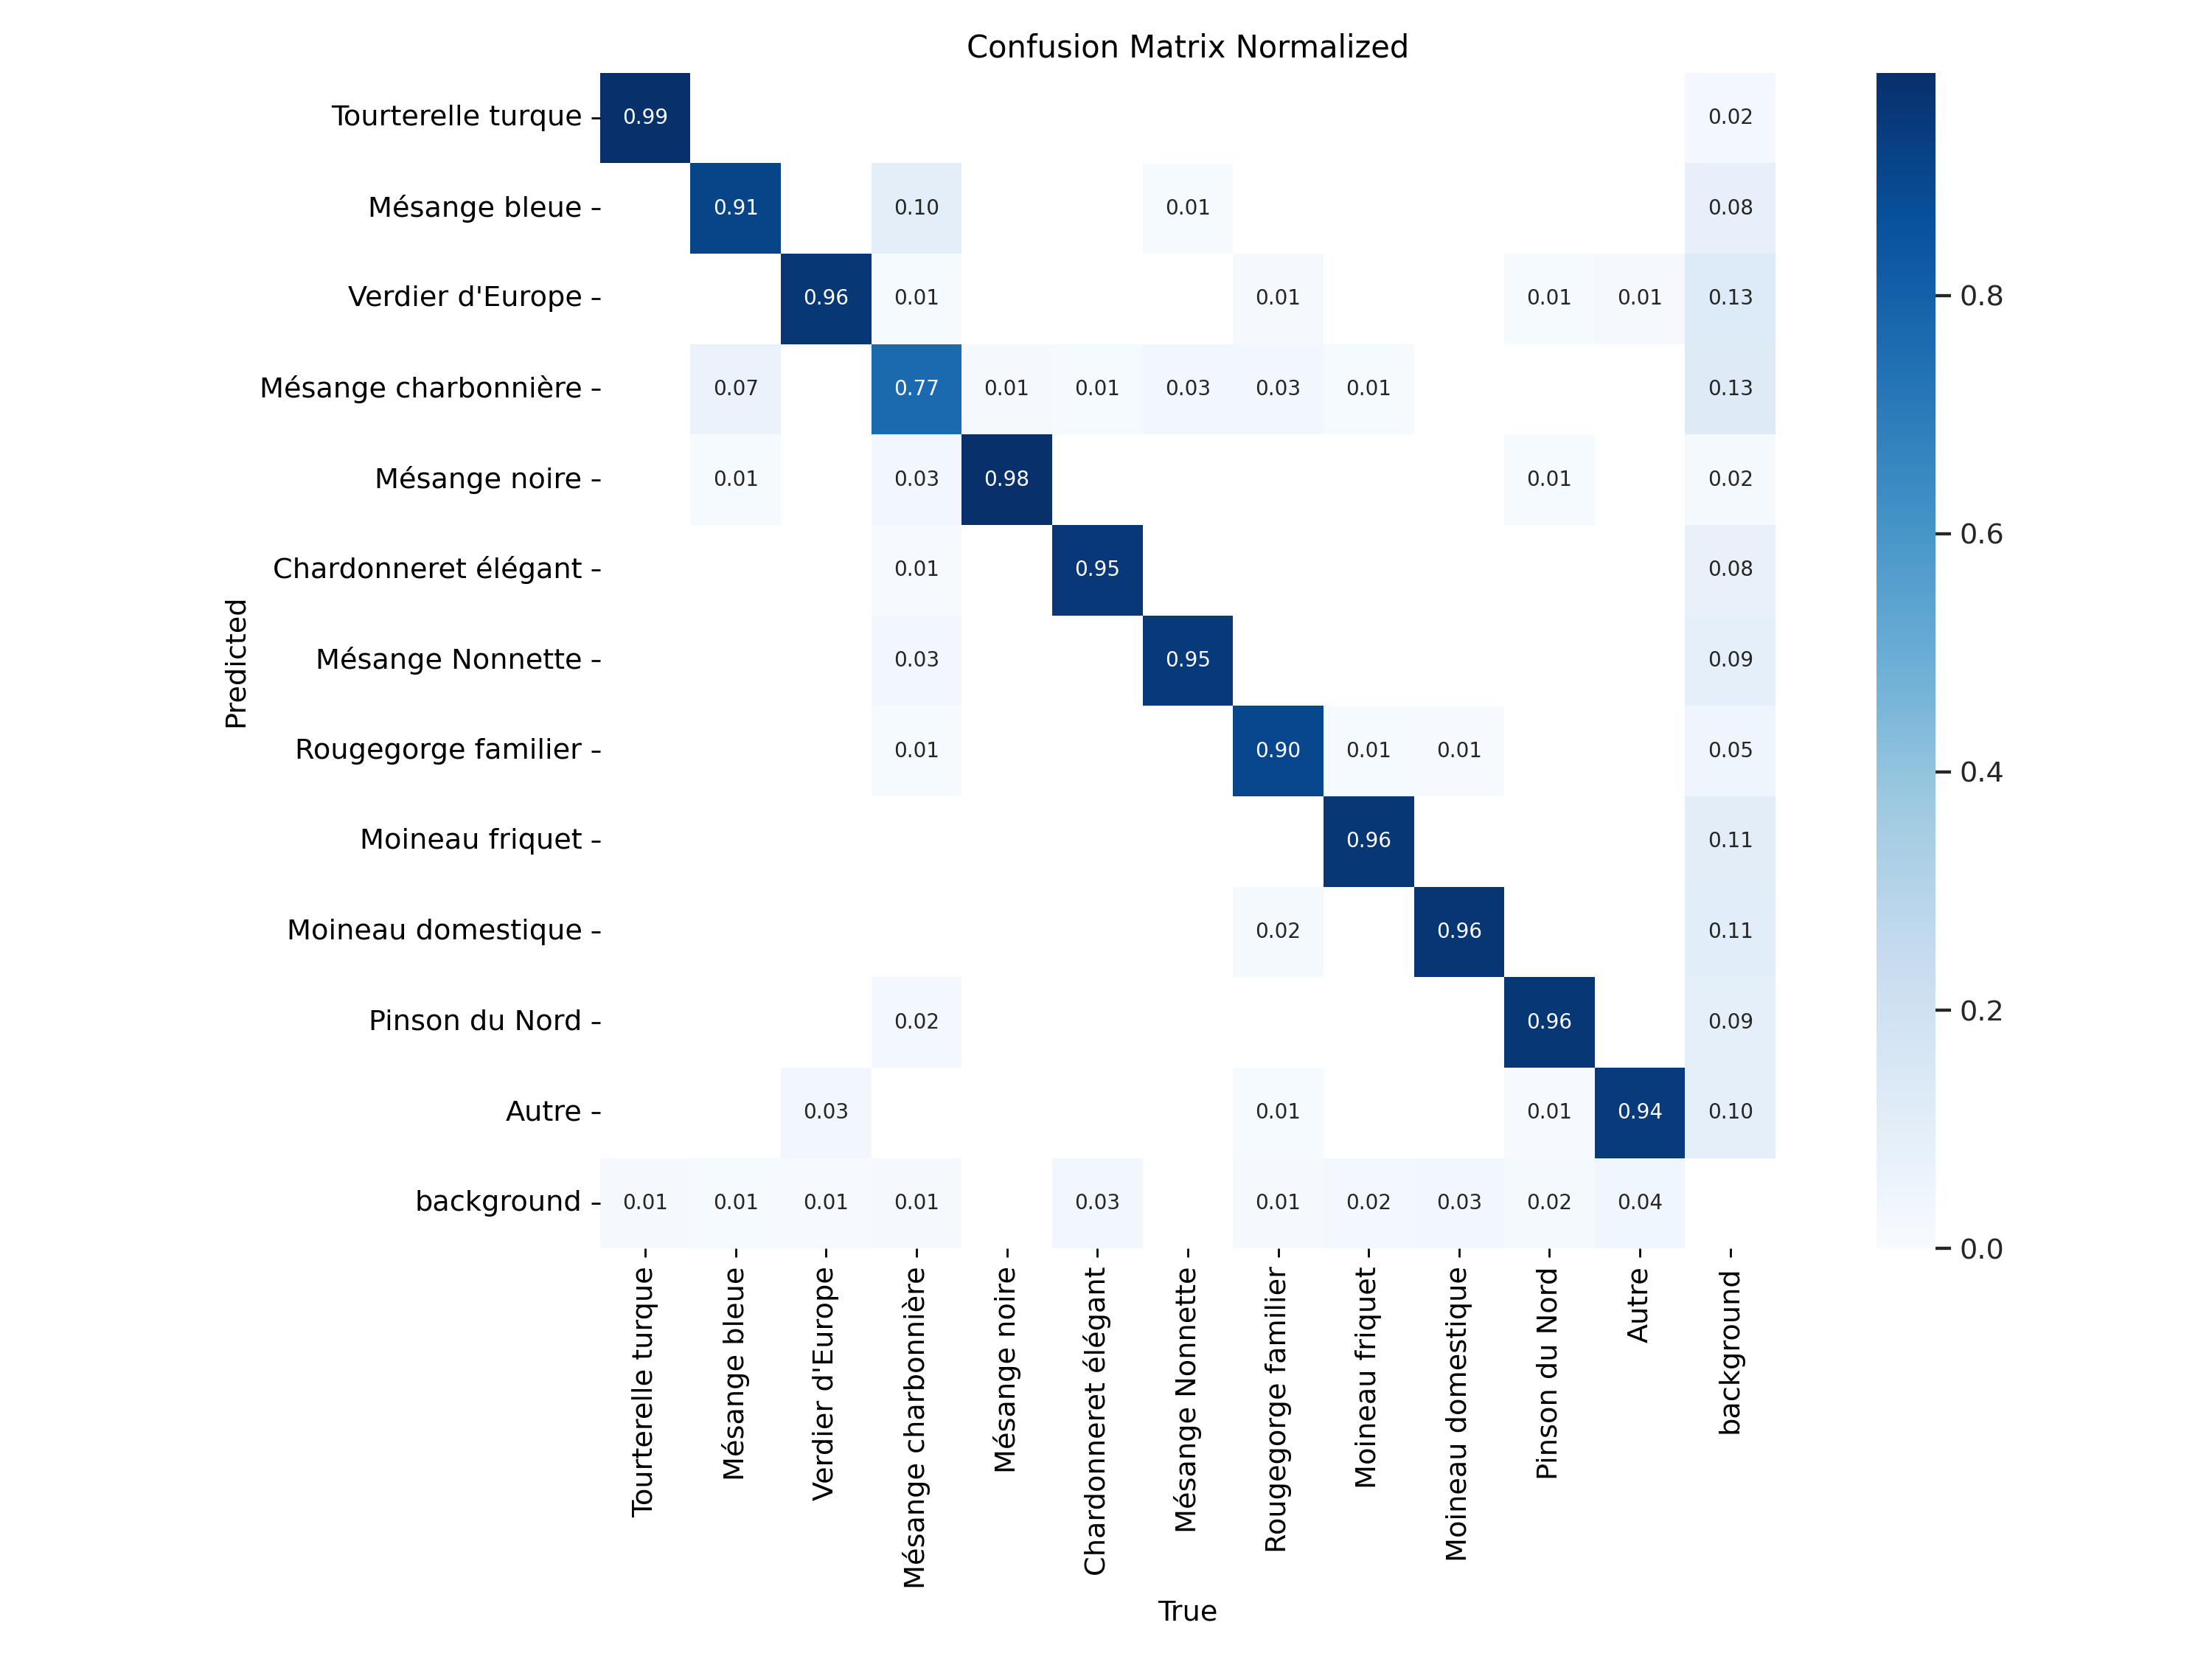 Confusion Matrix Normalized
Tourterelle turque 0.99 0.02
Mésange bleue 0.91 0.10 0.01 0.08
Verdier d'Europe 0.96 0.01 0.01 0.01 0.01 0.13
Mésange charbonnière 0.07 0.77 0.01 0.01 0.03 0.03 0.01 0.13
Mésange noire 0.01 0.03 0.98 0.01 0.02
Chardonneret élégant 0.01 0.95 0.08
Mésange Nonnette 0.03 0.95 0.09
Rougegorge familier 0.01 0.90 0.01 0.01 0.05
Moineau friquet 0.96 0.11
Moineau domestique 0.02 0.96 0.11
Pinson du Nord 0.02 0.96 0.09
Autre 0.03 0.01 0.01 0.94 0.10
background 0.01 0.01 0.01 0.01 0.03 0.01 0.02 0.03 0.02 0.04
Predicted
Tourterelle turque
Mésange bleue
Verdier d'Europe
Mésange charbonnière
Mésange noire
Chardonneret élégant
Mésange Nonnette
Rougegorge familier
Moineau friquet
Moineau domestique
Pinson du Nord
Autre
background
True
0.8
0.6
0.4
0.2
0.0